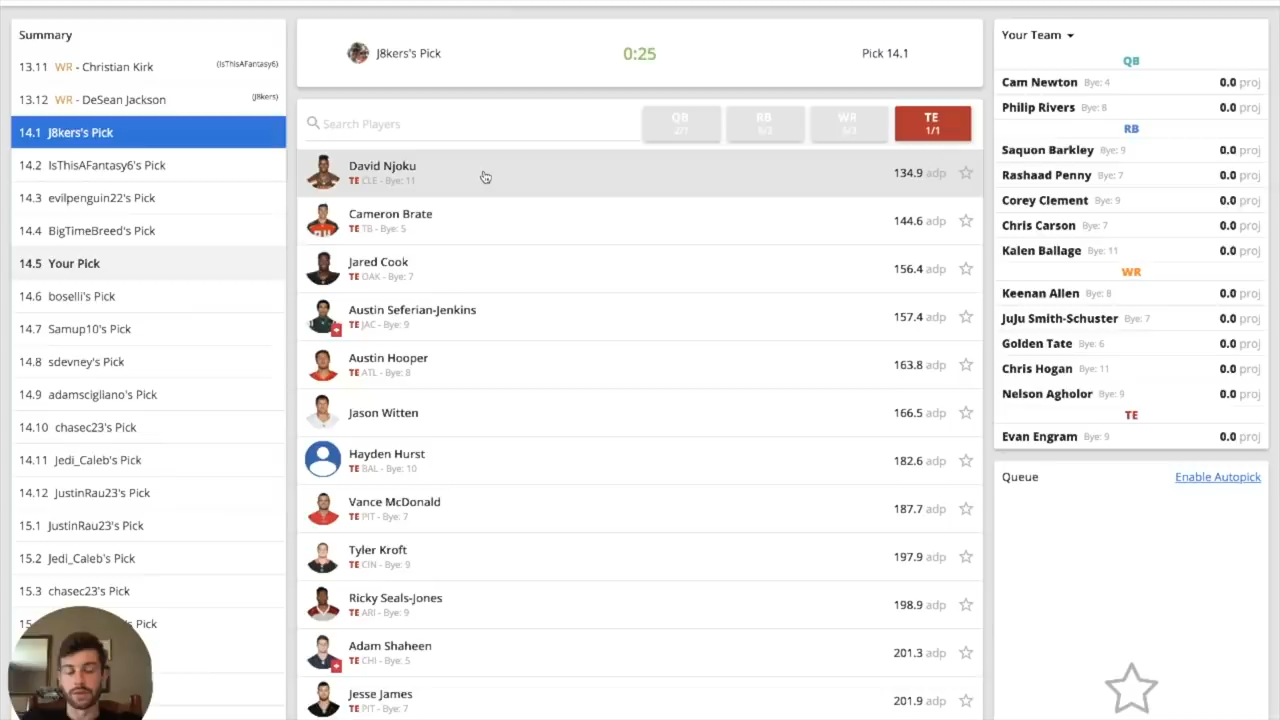 Summary
13.11 WR - Christian Kirk (IsThisAFantasy6)
13.12 WR - DeSean Jackson (J8kers)
14.1 J8kers's Pick
14.2 IsThisAFantasy6's Pick
14.3 evilpenguin22's Pick
14.4 BigTimeBreed's Pick
14.5 Your Pick
14.6 boselli's Pick
14.7 Samup10's Pick
14.8 sdevney's Pick
14.9 adamscigliano's Pick
14.10 chasec23's Pick
14.11 Jedi_Caleb's Pick
14.12 JustinRau23's Pick
15.1 JustinRau23's Pick
15.2 Jedi_Caleb's Pick
15.3 chasec23's Pick
J8kers's Pick 0:25 Pick 14.1
Search Players
QB RB WR TE
2/1 5/2 5/3 1/1
David Njoku
TE CLE - Bye: 11
134.9 adp
Cameron Brate
TE TB - Bye: 5
144.6 adp
Jared Cook
TE OAK - Bye: 7
156.4 adp
Austin Seferian-Jenkins
TE JAC - Bye: 9
157.4 adp
Austin Hooper
TE ATL - Bye: 8
163.8 adp
Jason Witten
166.5 adp
Hayden Hurst
TE BAL - Bye: 10
182.6 adp
Vance McDonald
TE PIT - Bye: 7
187.7 adp
Tyler Kroft
TE CIN - Bye: 9
197.9 adp
Ricky Seals-Jones
TE ARI - Bye: 9
198.9 adp
Adam Shaheen
TE CHI - Bye: 5
201.3 adp
Jesse James
TE PIT - Bye: 7
201.9 adp
Your Team
QB
Cam Newton Bye: 4 0.0 proj
Philip Rivers Bye: 8 0.0 proj
RB
Saquon Barkley Bye: 9 0.0 proj
Rashaad Penny Bye: 7 0.0 proj
Corey Clement Bye: 9 0.0 proj
Chris Carson Bye: 7 0.0 proj
Kalen Ballage Bye: 11 0.0 proj
WR
Keenan Allen Bye: 8 0.0 proj
JuJu Smith-Schuster Bye: 7 0.0 proj
Golden Tate Bye: 6 0.0 proj
Chris Hogan Bye: 11 0.0 proj
Nelson Agholor Bye: 9 0.0 proj
TE
Evan Engram Bye: 9 0.0 proj
Queue Enable Autopick